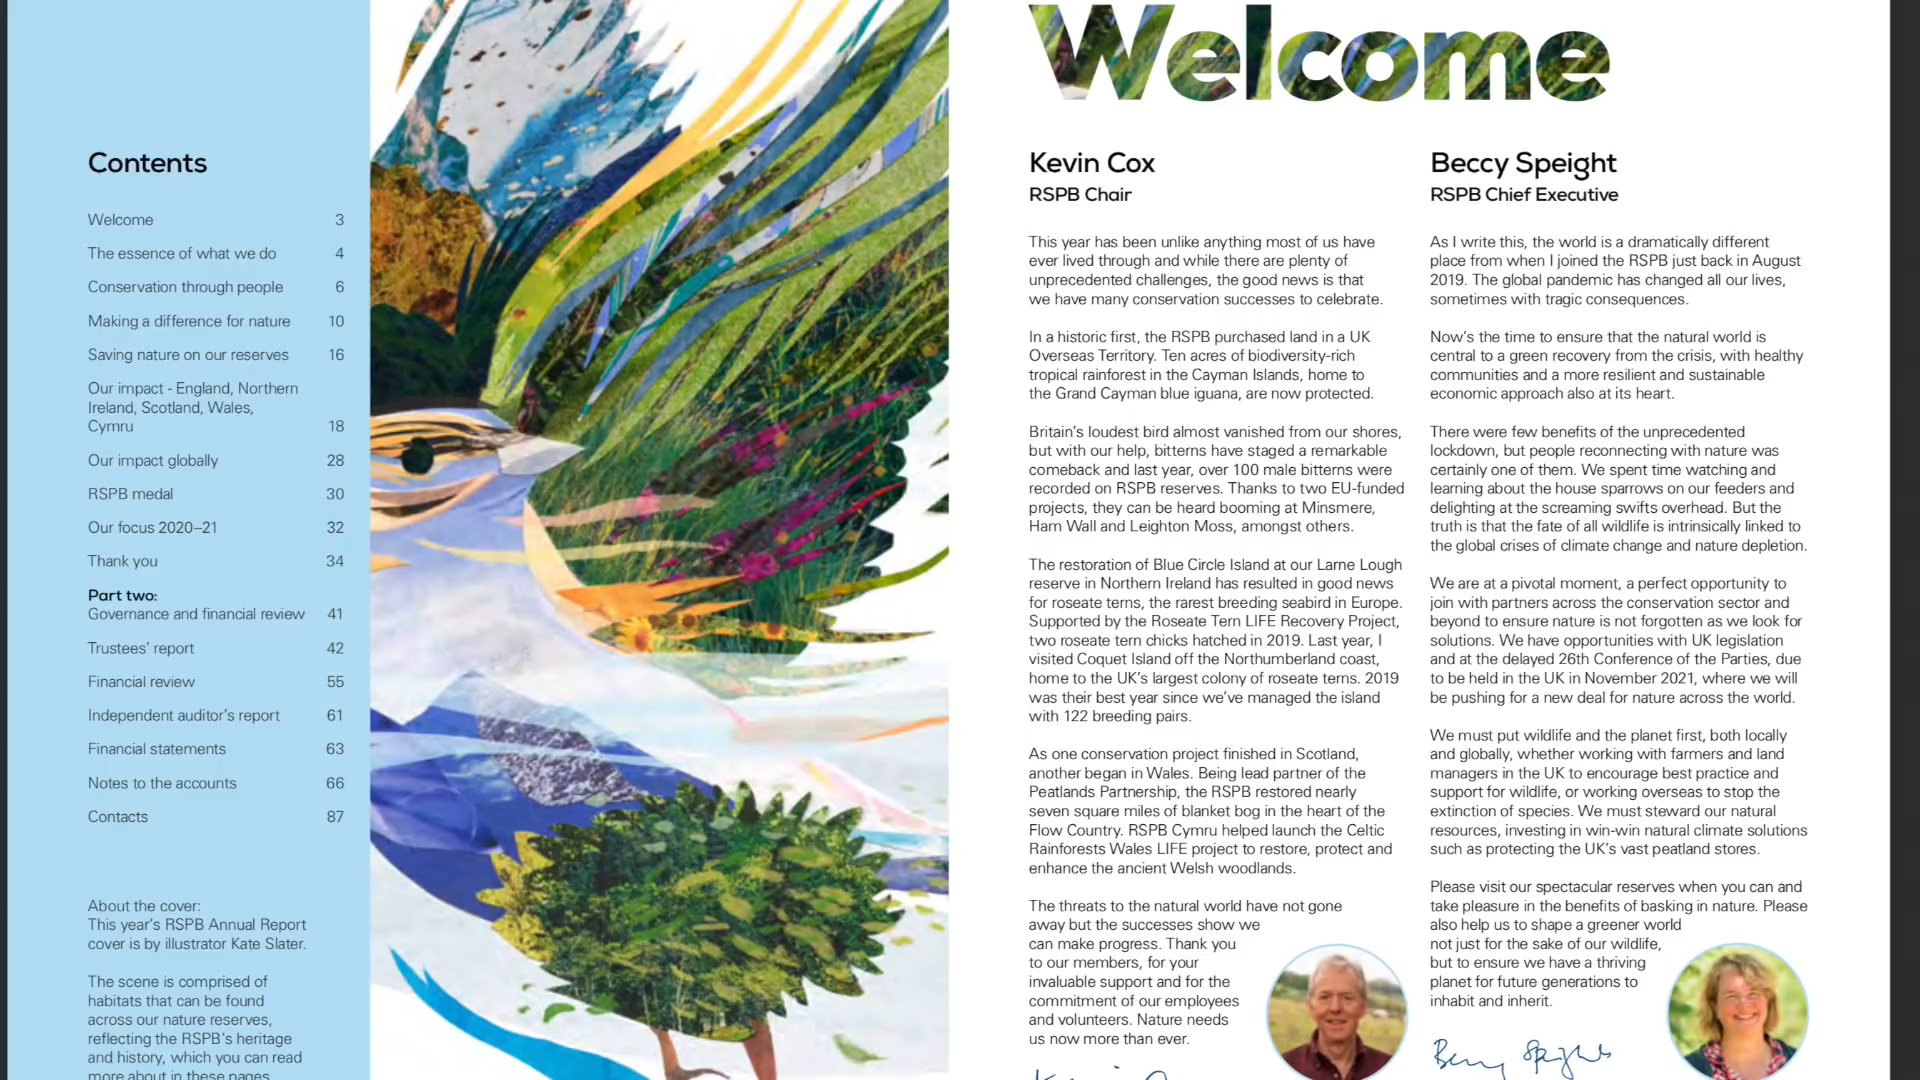 Contents
Welcome 3
The essence of what we do 4
Conservation through people 6
Making a difference for nature 10
Saving nature on our reserves 16
Our impact - England, Northern
Ireland, Scotland, Wales,
Cymru 18
Our impact globally 28
RSPB medal 30
Our focus 2020–21 32
Thank you 34
Part two:
Governance and financial review 41
Trustees’ report 42
Financial review 55
Independent auditor’s report 61
Financial statements 63
Notes to the accounts 66
Contacts 87
About the cover:
This year’s RSPB Annual Report
cover is by illustrator Kate Slater.
The scene is comprised of
habitats that can be found
across our nature reserves,
reflecting the RSPB’s heritage
and history, which you can read
more about in these pages
Welcome
Kevin Cox
RSPB Chair
This year has been unlike anything most of us have
ever lived through and while there are plenty of
unprecedented challenges, the good news is that
we have many conservation successes to celebrate.
In a historic first, the RSPB purchased land in a UK
Overseas Territory. Ten acres of biodiversity-rich
tropical rainforest in the Cayman Islands, home to
the Grand Cayman blue iguana, are now protected.
Britain’s loudest bird almost vanished from our shores,
but with our help, bitterns have staged a remarkable
comeback and last year, over 100 male bitterns were
recorded on RSPB reserves. Thanks to two EU-funded
projects, they can be heard booming at Minsmere,
Ham Wall and Leighton Moss, amongst others.
The restoration of Blue Circle Island at our Larne Lough
reserve in Northern Ireland has resulted in good news
for roseate terns, the rarest breeding seabird in Europe.
Supported by the Roseate Tern LIFE Recovery Project,
two roseate tern chicks hatched in 2019. Last year, I
visited Coquet Island off the Northumberland coast,
home to the UK’s largest colony of roseate terns. 2019
was their best year since we’ve managed the island
with 122 breeding pairs.
As one conservation project finished in Scotland,
another began in Wales. Being lead partner of the
Peatlands Partnership, the RSPB restored nearly
seven square miles of blanket bog in the heart of the
Flow Country. RSPB Cymru helped launch the Celtic
Rainforests Wales LIFE project to restore, protect and
enhance the ancient Welsh woodlands.
The threats to the natural world have not gone
away but the successes show we
can make progress. Thank you
to our members, for your
invaluable support and for the
commitment of our employees
and volunteers. Nature needs
us now more than ever.
Beccy Speight
RSPB Chief Executive
As I write this, the world is a dramatically different
place from when I joined the RSPB just back in August
2019. The global pandemic has changed all our lives,
sometimes with tragic consequences.
Now’s the time to ensure that the natural world is
central to a green recovery from the crisis, with healthy
communities and a more resilient and sustainable
economic approach also at its heart.
There were few benefits of the unprecedented
lockdown, but people reconnecting with nature was
certainly one of them. We spent time watching and
learning about the house sparrows on our feeders and
delighting at the screaming swifts overhead. But the
truth is that the fate of all wildlife is intrinsically linked to
the global crises of climate change and nature depletion.
We are at a pivotal moment, a perfect opportunity to
join with partners across the conservation sector and
beyond to ensure nature is not forgotten as we look for
solutions. We have opportunities with UK legislation
and at the delayed 26th Conference of the Parties, due
to be held in the UK in November 2021, where we will
be pushing for a new deal for nature across the world.
We must put wildlife and the planet first, both locally
and globally, whether working with farmers and land
managers in the UK to encourage best practice and
support for wildlife, or working overseas to stop the
extinction of species. We must steward our natural
resources, investing in win-win natural climate solutions
such as protecting the UK’s vast peatland stores.
Please visit our spectacular reserves when you can and
take pleasure in the benefits of basking in nature. Please
also help us to shape a greener world
not just for the sake of our wildlife,
but to ensure we have a thriving
planet for future generations to
inhabit and inherit.
Beccy Speight